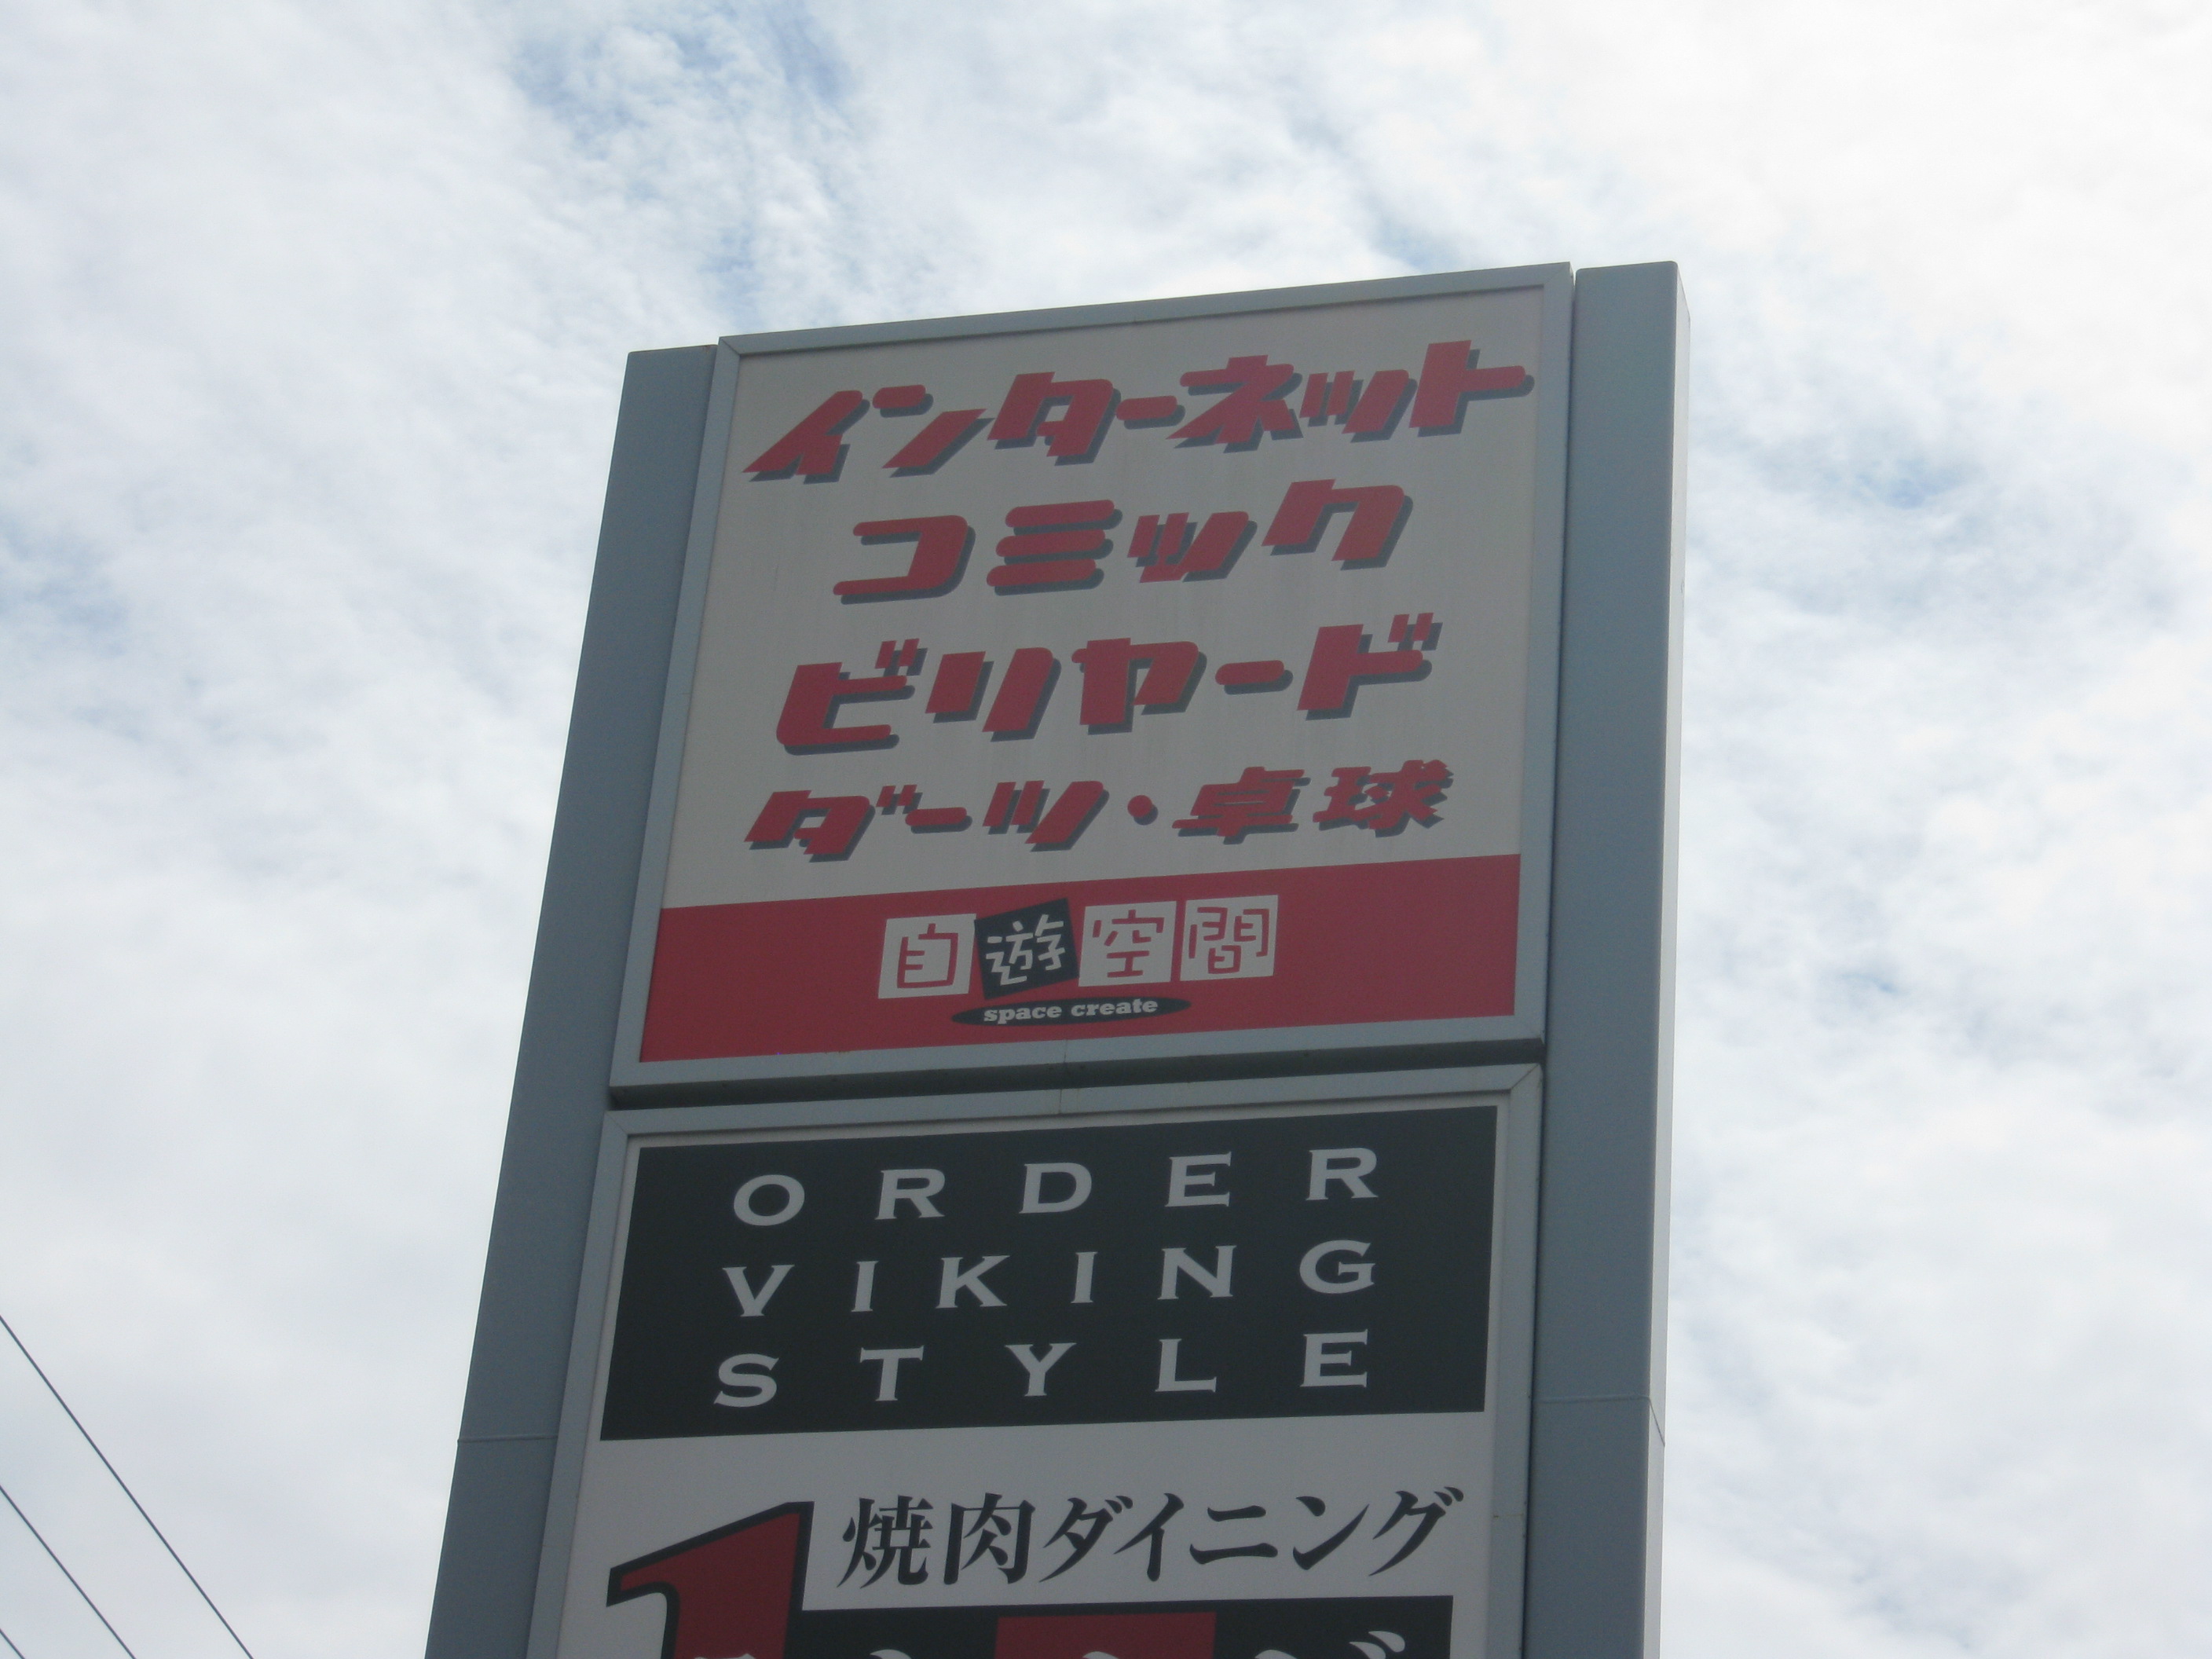 インターネット
コミック
ビリヤード
ダーツ・卓球
自遊空間
space create
ORDER
VIKING
STYLE
焼肉ダイニング
1